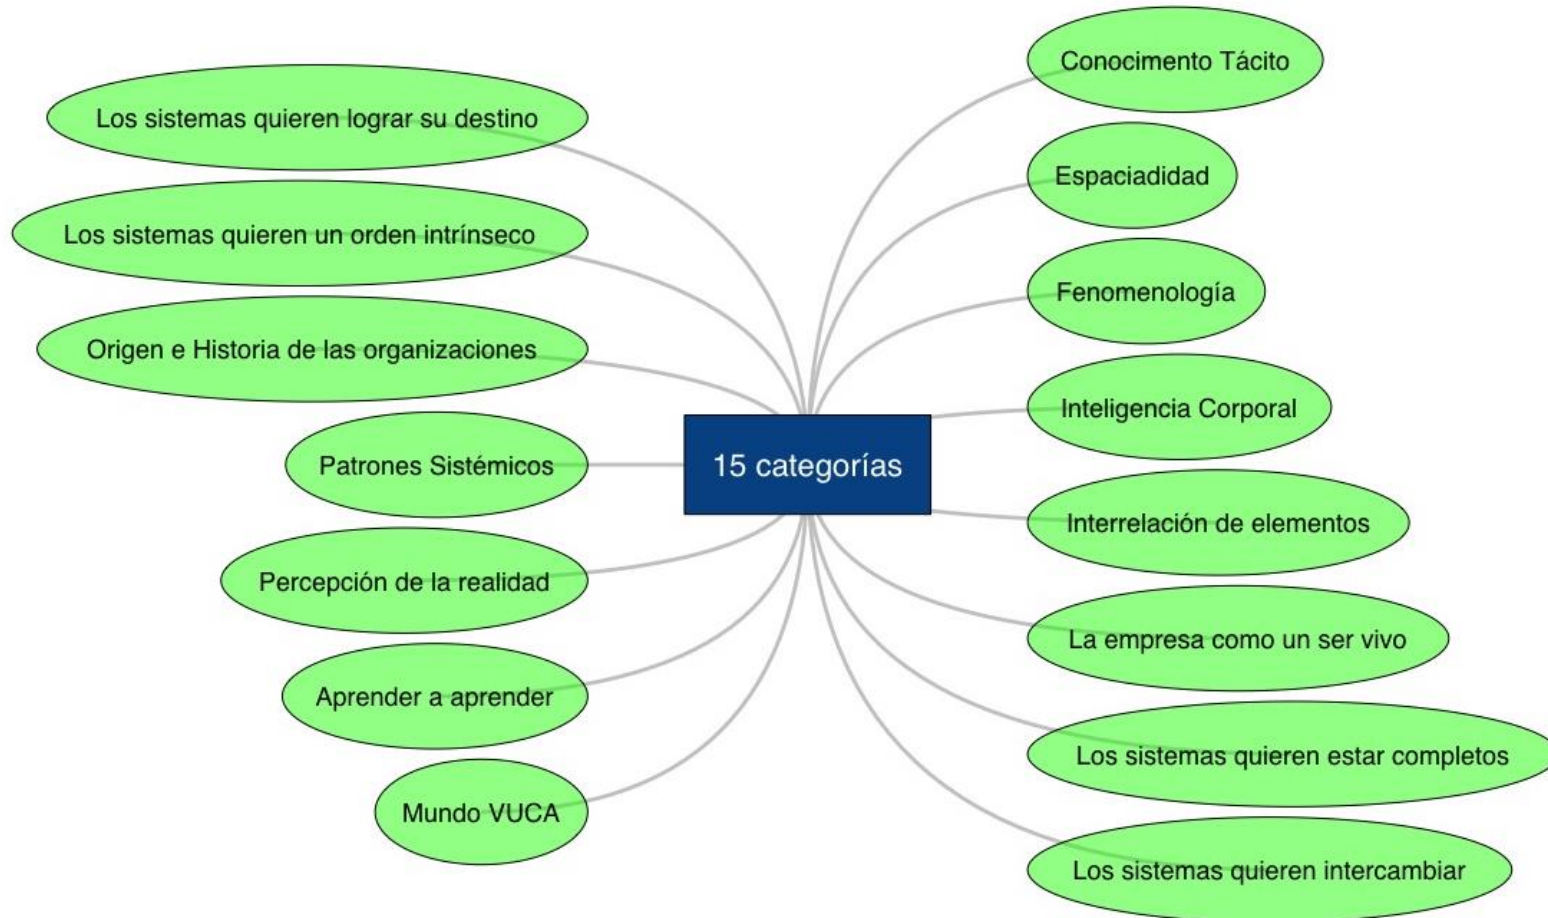 Los sistemas quieren lograr su destino
Los sistemas quieren un orden intrínseco
Origen e Historia de las organizaciones
Patrones Sistémicos
Percepción de la realidad
Aprender a aprender
Mundo VUCA
15 categorías
Conocimento Tácito
Espaciadidad
Fenomenología
Inteligencia Corporal
Interrelación de elementos
La empresa como un ser vivo
Los sistemas quieren estar completos
Los sistemas quieren intercambiar